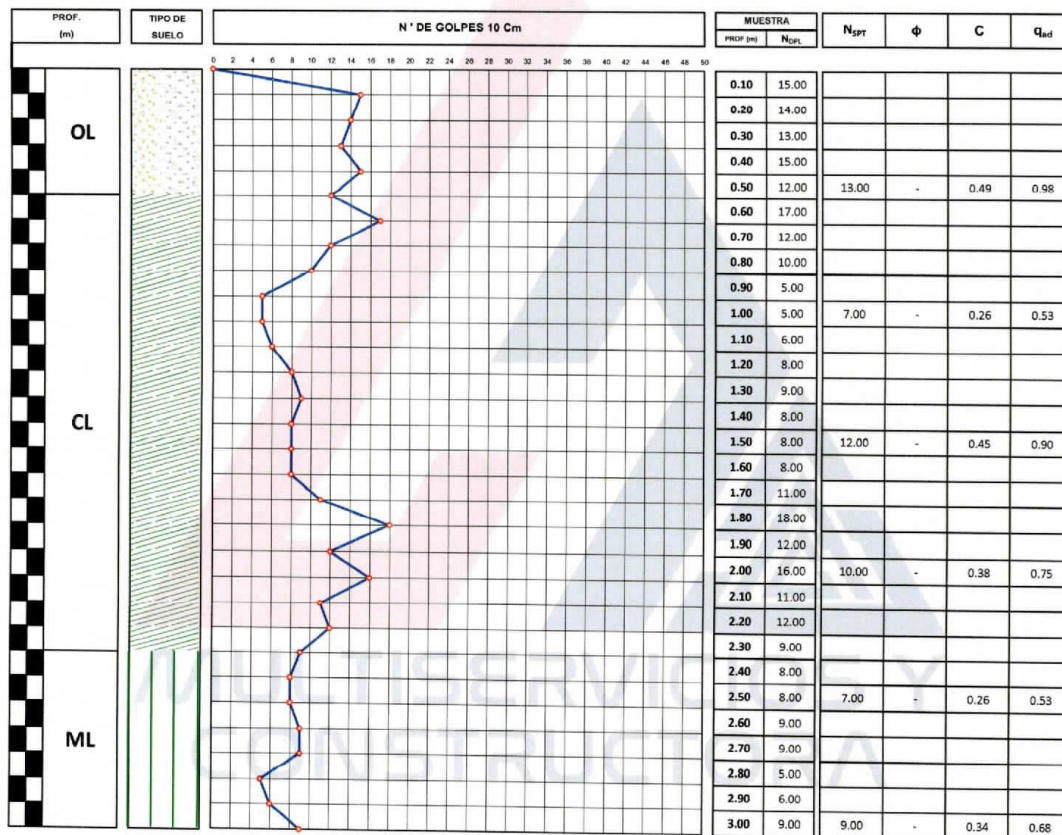 PROF. (m) TIPO DE SUELO N ' DE GOLPES 10 Cm MUESTRA N_SPT ϕ C q_ad
PROF (m) N_DPL
0 2 4 6 8 10 12 14 16 18 20 22 24 26 28 30 32 34 36 38 40 42 44 46 48 50
0.10 15.00
OL
0.20 14.00
0.30 13.00
0.40 15.00
0.50 12.00 13.00 - 0.49 0.98
0.60 17.00
0.70 12.00
0.80 10.00
0.90 5.00
1.00 5.00 7.00 - 0.26 0.53
1.10 6.00
1.20 8.00
1.30 9.00
CL
1.40 8.00
1.50 8.00 12.00 - 0.45 0.90
1.60 8.00
1.70 11.00
1.80 18.00
1.90 12.00
2.00 16.00 10.00 - 0.38 0.75
2.10 11.00
2.20 12.00
2.30 9.00
2.40 8.00
2.50 8.00 7.00 - 0.26 0.53
2.60 9.00
ML
2.70 9.00
2.80 5.00
2.90 6.00
3.00 9.00 9.00 - 0.34 0.68
MULTISERVICIOS Y
CONSTRUCTORA